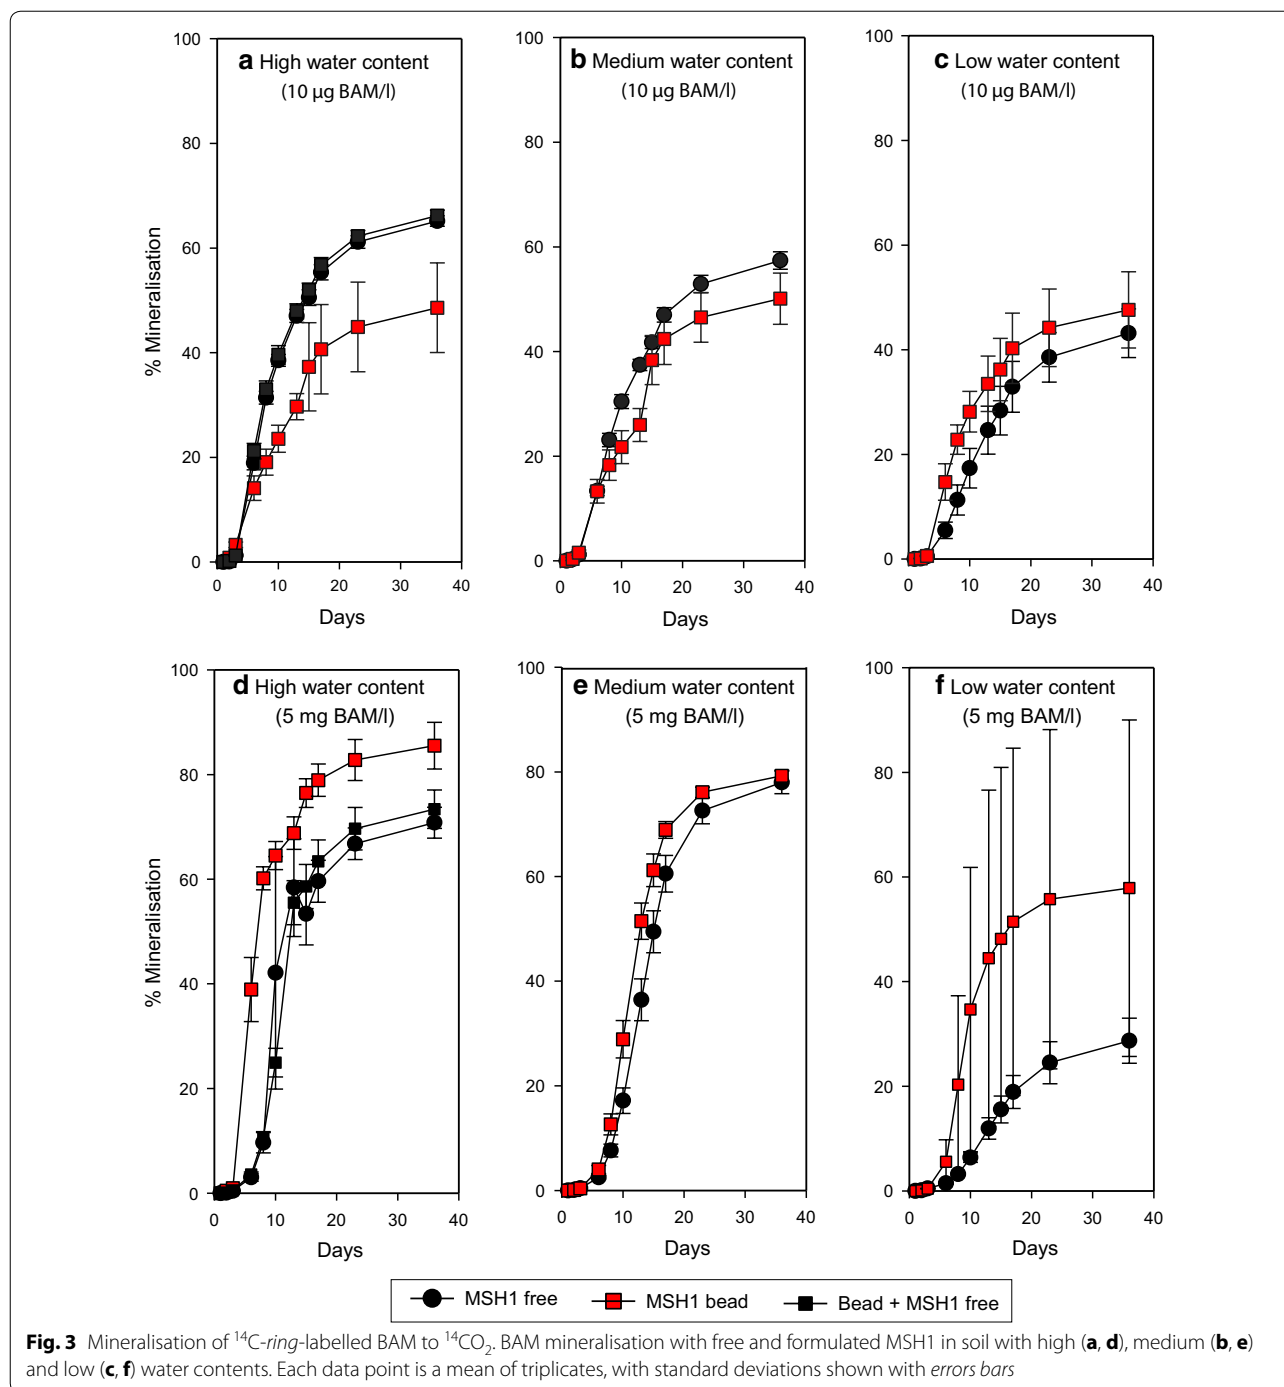 a High water content
(10 µg BAM/l)
100
80
60
40
20
0
% Mineralisation
0 10 20 30 40
Days
b Medium water content
(10 µg BAM/l)
100
80
60
40
20
0
0 10 20 30 40
Days
c Low water content
(10 µg BAM/l)
100
80
60
40
20
0
0 10 20 30 40
Days
d High water content
(5 mg BAM/l)
100
80
60
40
20
0
% Mineralisation
0 10 20 30 40
Days
e Medium water content
(5 mg BAM/l)
100
80
60
40
20
0
0 10 20 30 40
Days
f Low water content
(5 mg BAM/l)
100
80
60
40
20
0
0 10 20 30 40
Days
MSH1 free MSH1 bead Bead + MSH1 free
Fig. 3 Mineralisation of ¹⁴C-ring-labelled BAM to ¹⁴CO₂. BAM mineralisation with free and formulated MSH1 in soil with high (a, d), medium (b, e)
and low (c, f) water contents. Each data point is a mean of triplicates, with standard deviations shown with errors bars